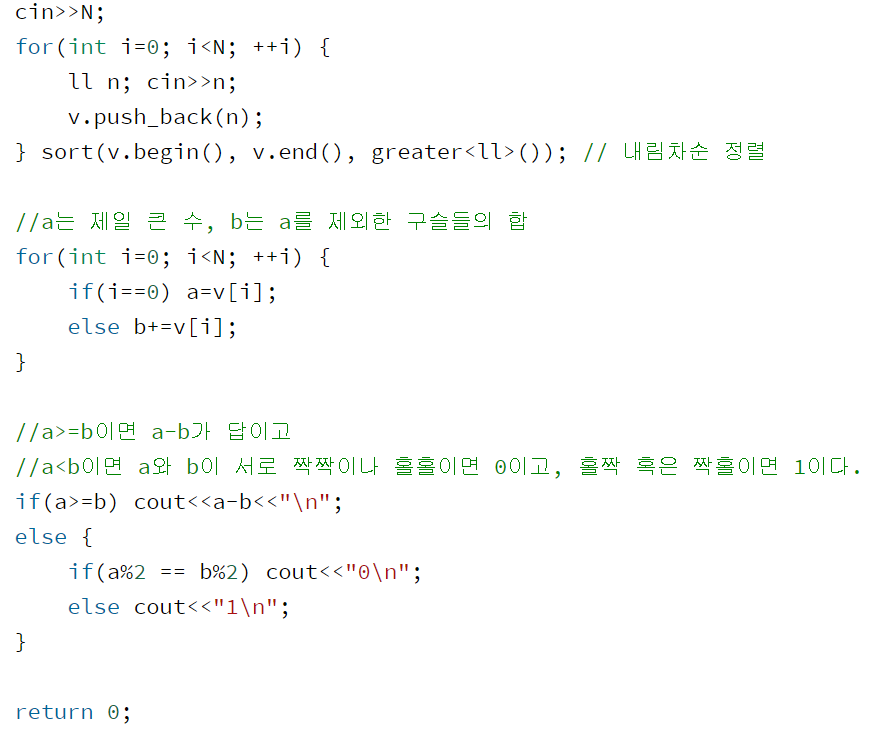 cin>>N;
for(int i=0; i<N; ++i) {
    ll n; cin>>n;
    v.push_back(n);
} sort(v.begin(), v.end(), greater<ll>()); // 내림차순 정렬

//a는 제일 큰 수, b는 a를 제외한 구슬들의 합
for(int i=0; i<N; ++i) {
    if(i==0) a=v[i];
    else b+=v[i];
}

//a>=b이면 a-b가 답이고
//a<b이면 a와 b이 서로 짝짝이나 홀홀이면 0이고, 홀짝 혹은 짝홀이면 1이다.
if(a>=b) cout<<a-b<<"\n";
else {
    if(a%2 == b%2) cout<<"0\n";
    else cout<<"1\n";
}

return 0;